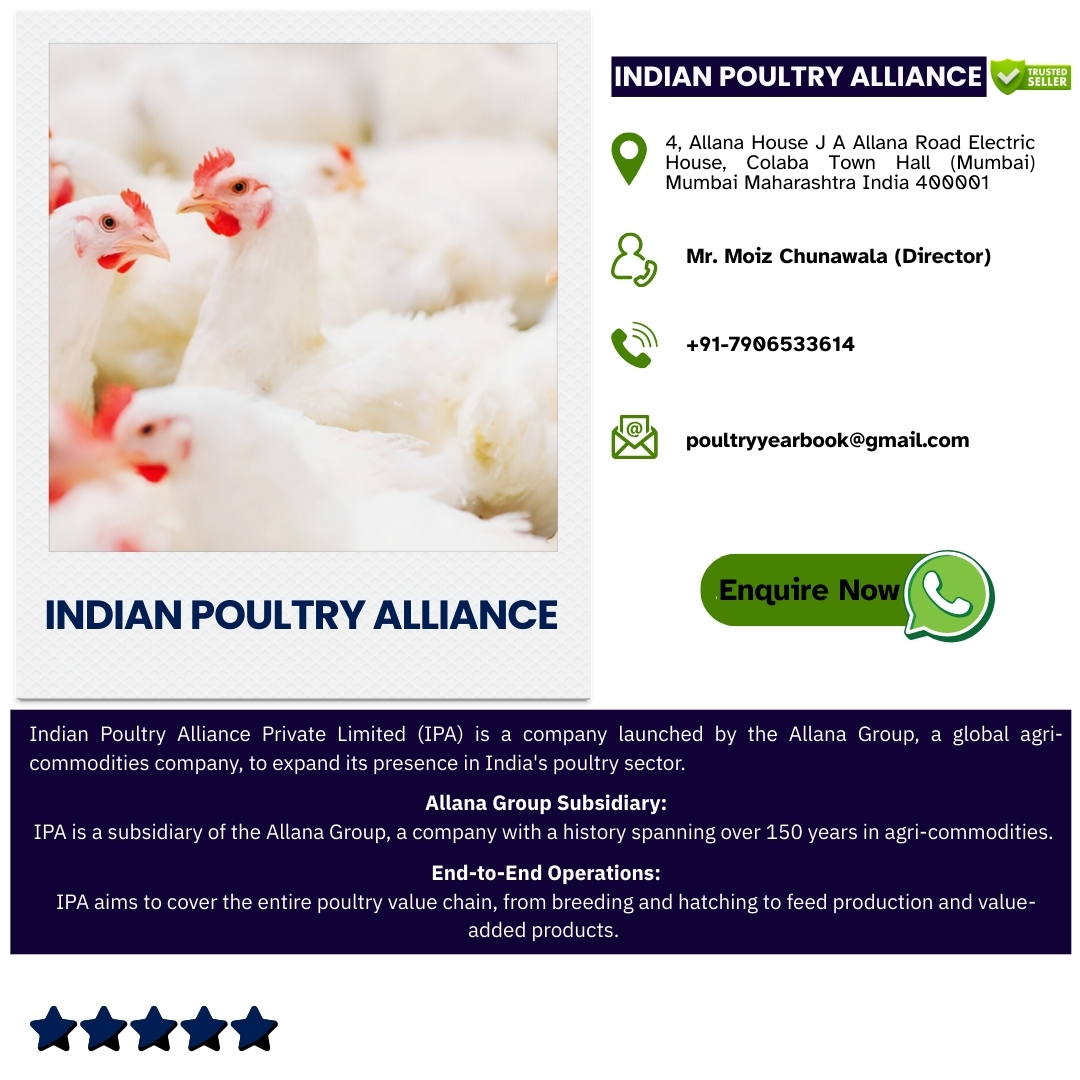 INDIAN POULTRY ALLIANCE
TRUSTED
SELLER
4, Allana House J A Allana Road Electric
House, Colaba Town Hall (Mumbai)
Mumbai Maharashtra India 400001
Mr. Moiz Chunawala (Director)
+91-7906533614
@
poultryyearbook@gmail.com
Enquire Now
INDIAN POULTRY ALLIANCE
Indian Poultry Alliance Private Limited (IPA) is a company launched by the Allana Group, a global agri-
commodities company, to expand its presence in India's poultry sector.
Allana Group Subsidiary:
IPA is a subsidiary of the Allana Group, a company with a history spanning over 150 years in agri-commodities.
End-to-End Operations:
IPA aims to cover the entire poultry value chain, from breeding and hatching to feed production and value-
added products.